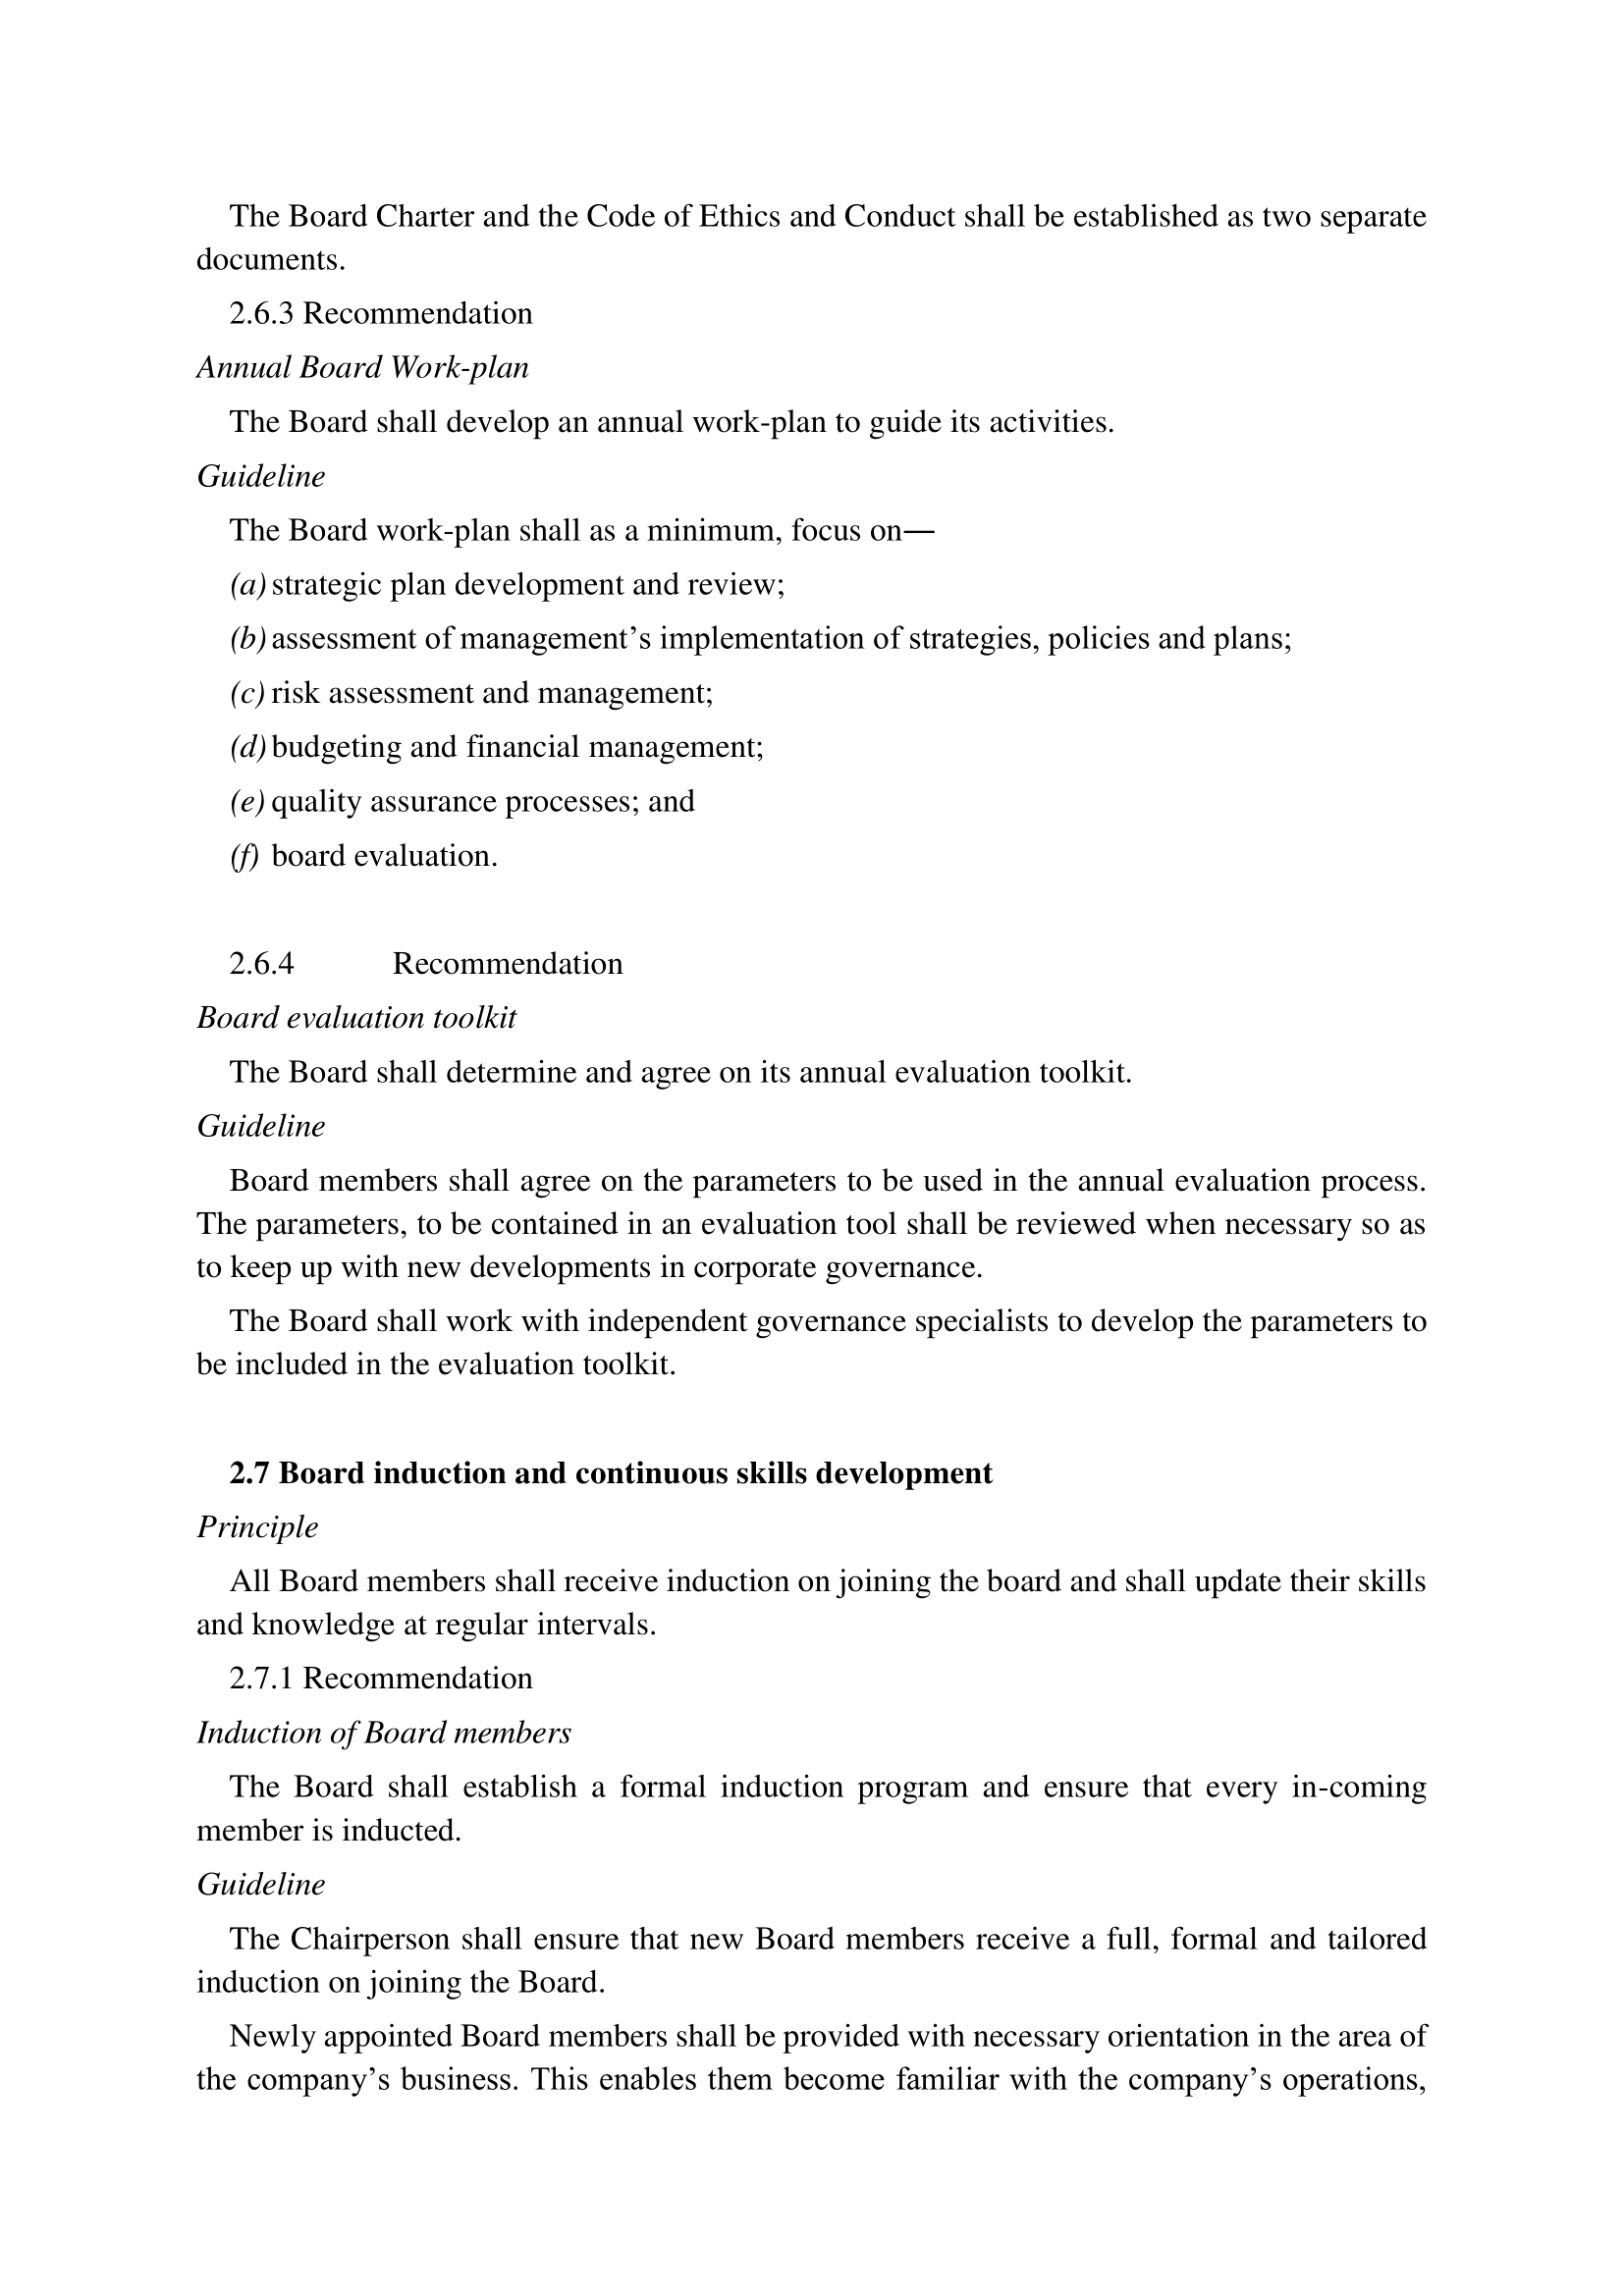 The Board Charter and the Code of Ethics and Conduct shall be established as two separate
documents.
2.6.3 Recommendation
Annual Board Work-plan
The Board shall develop an annual work-plan to guide its activities.
Guideline
The Board work-plan shall as a minimum, focus on—
(a) strategic plan development and review;
(b) assessment of management’s implementation of strategies, policies and plans;
(c) risk assessment and management;
(d) budgeting and financial management;
(e) quality assurance processes; and
(f) board evaluation.
2.6.4 Recommendation
Board evaluation toolkit
The Board shall determine and agree on its annual evaluation toolkit.
Guideline
Board members shall agree on the parameters to be used in the annual evaluation process.
The parameters, to be contained in an evaluation tool shall be reviewed when necessary so as
to keep up with new developments in corporate governance.
The Board shall work with independent governance specialists to develop the parameters to
be included in the evaluation toolkit.
2.7 Board induction and continuous skills development
Principle
All Board members shall receive induction on joining the board and shall update their skills
and knowledge at regular intervals.
2.7.1 Recommendation
Induction of Board members
The Board shall establish a formal induction program and ensure that every in-coming
member is inducted.
Guideline
The Chairperson shall ensure that new Board members receive a full, formal and tailored
induction on joining the Board.
Newly appointed Board members shall be provided with necessary orientation in the area of
the company’s business. This enables them become familiar with the company’s operations,